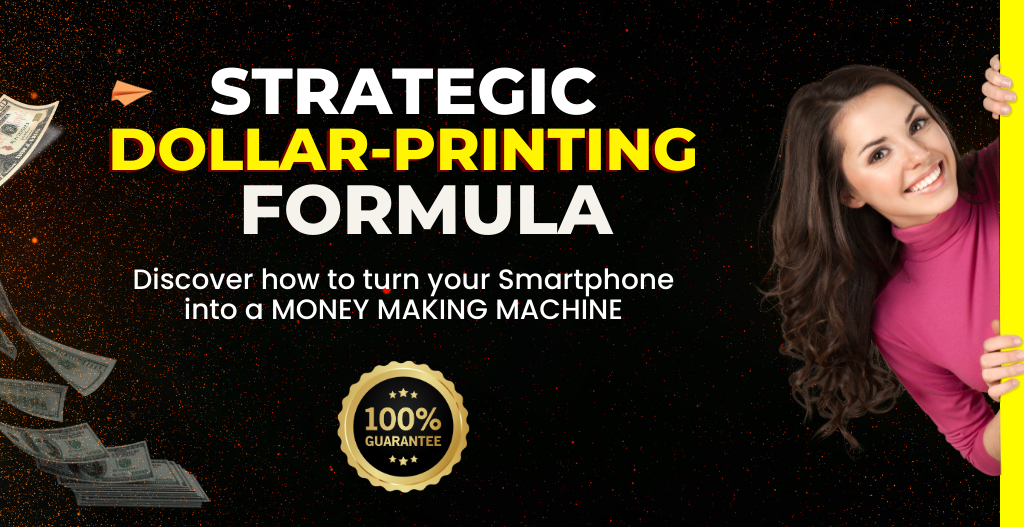 STRATEGIC
DOLLAR-PRINTING
FORMULA
Discover how to turn your Smartphone
into a MONEY MAKING MACHINE
100%
GUARANTEE